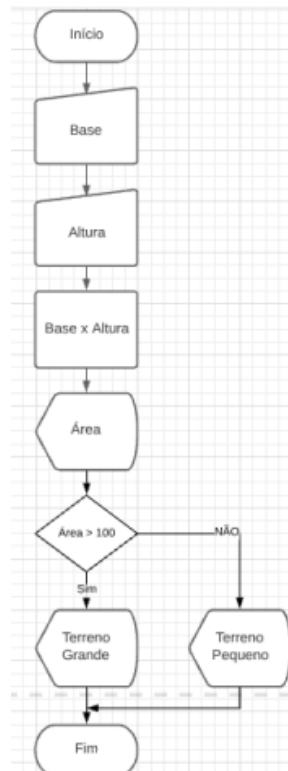 Início
Base
Altura
Base x Altura
Área
Área > 100
NÃO
Sim
Terreno
Grande
Terreno
Pequeno
Fim